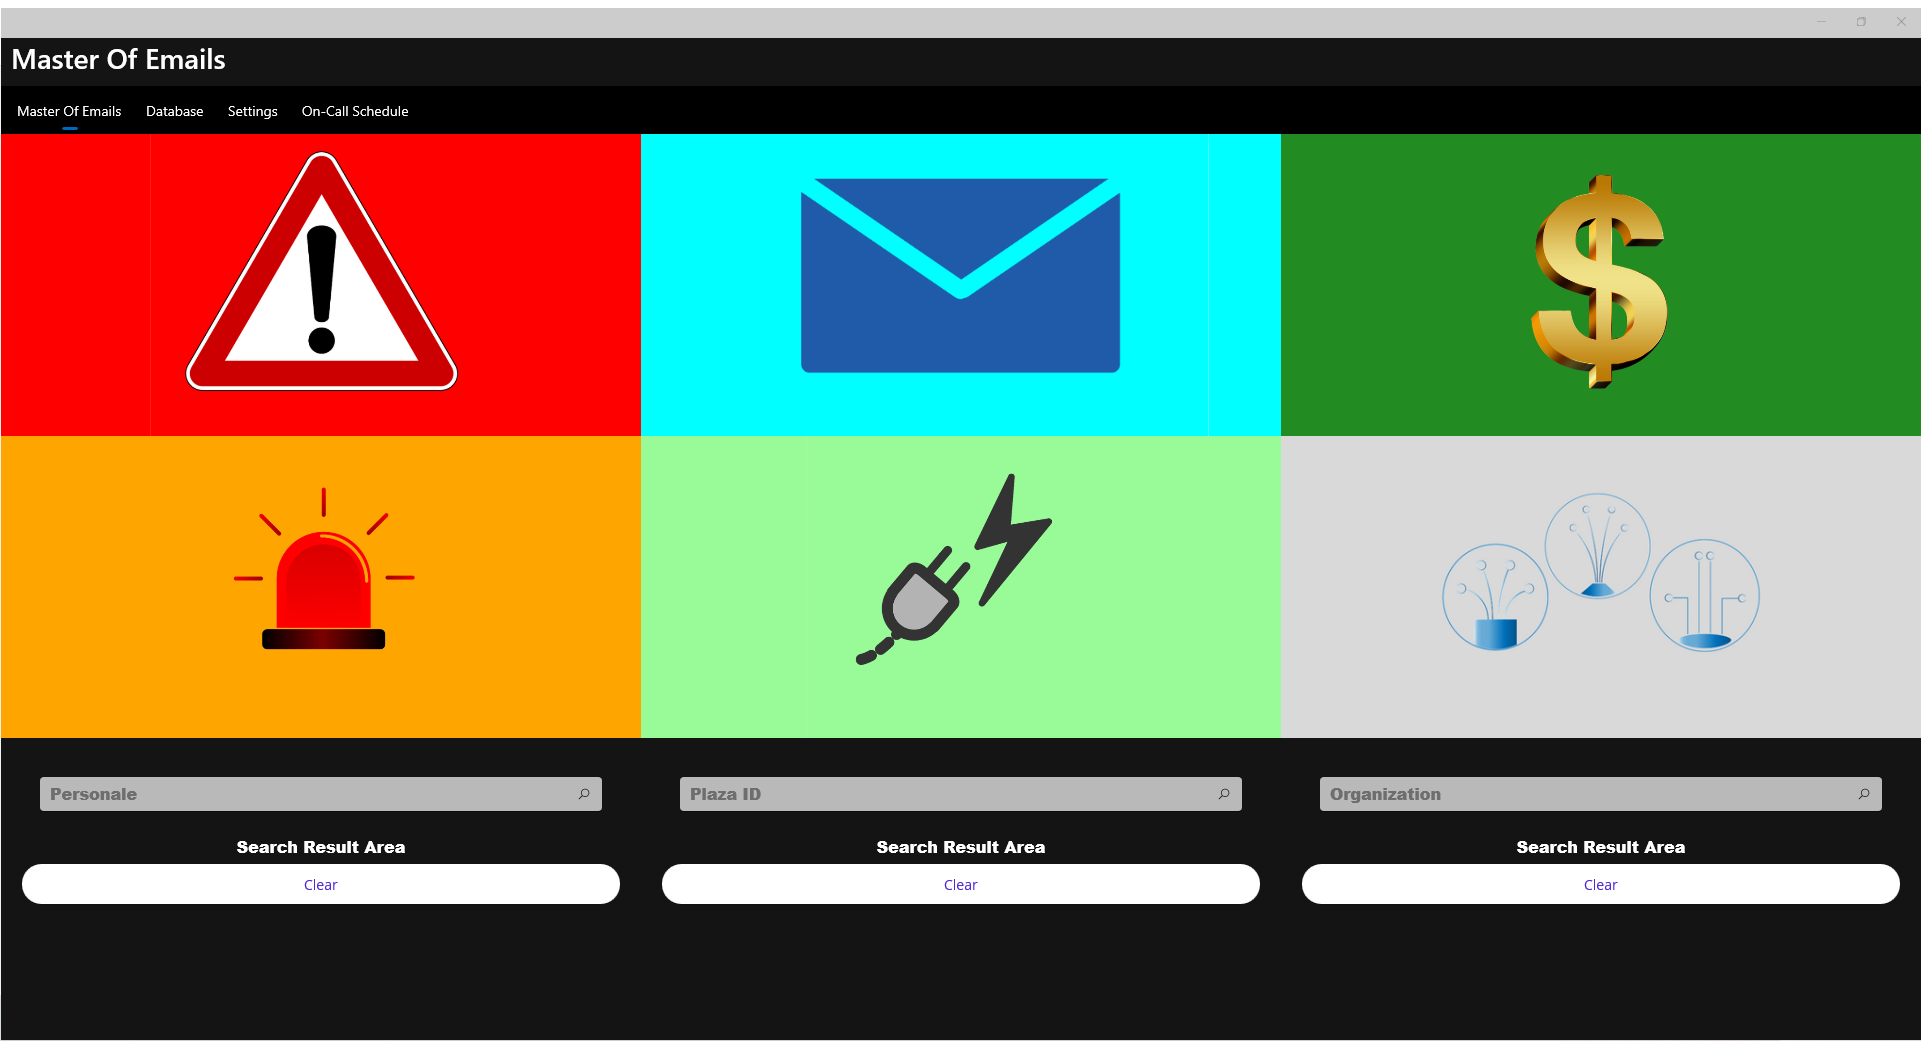 Master Of Emails
Master Of Emails Database Settings On-Call Schedule
Personale Plaza ID Organization
Search Result Area Search Result Area Search Result Area
Clear Clear Clear